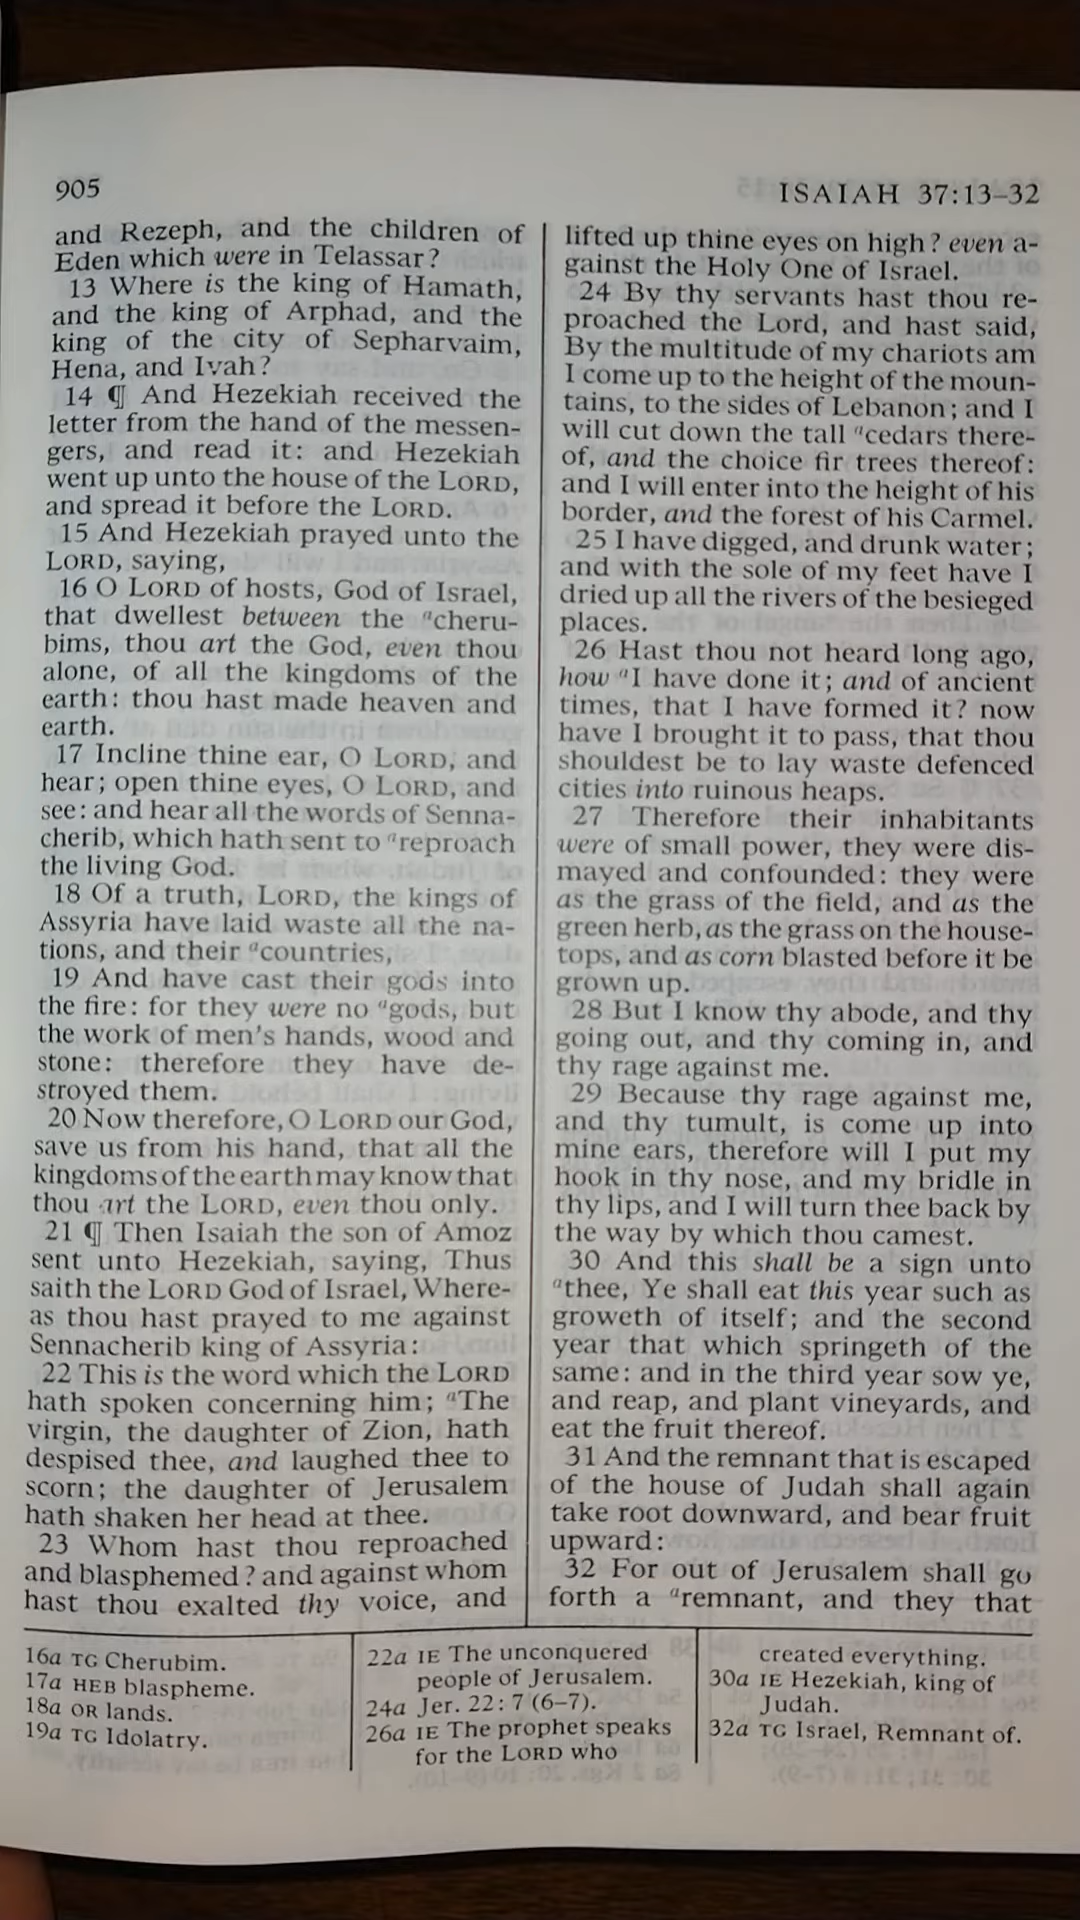 905
ISAIAH 37:13–32
and Rezeph, and the children of
Eden which were in Telassar?
13 Where is the king of Hamath,
and the king of Arphad, and the
king of the city of Sepharvaim,
Hena, and Ivah?
14 ¶ And Hezekiah received the
letter from the hand of the messen-
gers, and read it: and Hezekiah
went up unto the house of the LORD,
and spread it before the LORD.
15 And Hezekiah prayed unto the
LORD, saying,
16 O LORD of hosts, God of Israel,
that dwellest between the ᵃcheru-
bims, thou art the God, even thou
alone, of all the kingdoms of the
earth: thou hast made heaven and
earth.
17 Incline thine ear, O LORD, and
hear; open thine eyes, O LORD, and
see: and hear all the words of Senna-
cherib, which hath sent to ᵃreproach
the living God.
18 Of a truth, LORD, the kings of
Assyria have laid waste all the na-
tions, and their ᵃcountries,
19 And have cast their gods into
the fire: for they were no ᵃgods, but
the work of men's hands, wood and
stone: therefore they have de-
stroyed them.
20 Now therefore, O LORD our God,
save us from his hand, that all the
kingdoms of the earth may know that
thou art the LORD, even thou only.
21 ¶ Then Isaiah the son of Amoz
sent unto Hezekiah, saying, Thus
saith the LORD God of Israel, Where-
as thou hast prayed to me against
Sennacherib king of Assyria:
22 This is the word which the LORD
hath spoken concerning him; ᵃThe
virgin, the daughter of Zion, hath
despised thee, and laughed thee to
scorn; the daughter of Jerusalem
hath shaken her head at thee.
23 Whom hast thou reproached
and blasphemed? and against whom
hast thou exalted thy voice, and
lifted up thine eyes on high? even a-
gainst the Holy One of Israel.
24 By thy servants hast thou re-
proached the Lord, and hast said,
By the multitude of my chariots am
I come up to the height of the moun-
tains, to the sides of Lebanon; and I
will cut down the tall ᵃcedars there-
of, and the choice fir trees thereof:
and I will enter into the height of his
border, and the forest of his Carmel.
25 I have digged, and drunk water;
and with the sole of my feet have I
dried up all the rivers of the besieged
places.
26 Hast thou not heard long ago,
how ᵃI have done it; and of ancient
times, that I have formed it? now
have I brought it to pass, that thou
shouldest be to lay waste defenced
cities into ruinous heaps.
27 Therefore their inhabitants
were of small power, they were dis-
mayed and confounded: they were
as the grass of the field, and as the
green herb, as the grass on the house-
tops, and as corn blasted before it be
grown up.
28 But I know thy abode, and thy
going out, and thy coming in, and
thy rage against me.
29 Because thy rage against me,
and thy tumult, is come up into
mine ears, therefore will I put my
hook in thy nose, and my bridle in
thy lips, and I will turn thee back by
the way by which thou camest.
30 And this shall be a sign unto
ᵃthee, Ye shall eat this year such as
groweth of itself; and the second
year that which springeth of the
same: and in the third year sow ye,
and reap, and plant vineyards, and
eat the fruit thereof.
31 And the remnant that is escaped
of the house of Judah shall again
take root downward, and bear fruit
upward:
32 For out of Jerusalem shall go
forth a ᵃremnant, and they that
16a TG Cherubim.
17a HEB blaspheme.
18a OR lands.
19a TG Idolatry.
22a IE The unconquered
people of Jerusalem.
24a Jer. 22:7 (6–7).
26a IE The prophet speaks
for the LORD who
created everything.
30a IE Hezekiah, king of
Judah.
32a TG Israel, Remnant of.